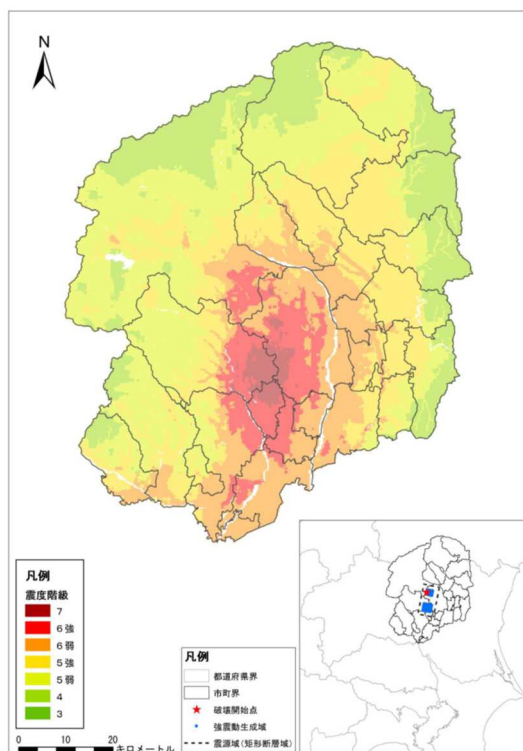 N
凡例
震度階級
7
6強
6弱
5強
5弱
4
3
0
10
20
キロメートル
凡例
都道府県界
市町界
破壊開始点
強震動生成域
震源域(矩形断層域)